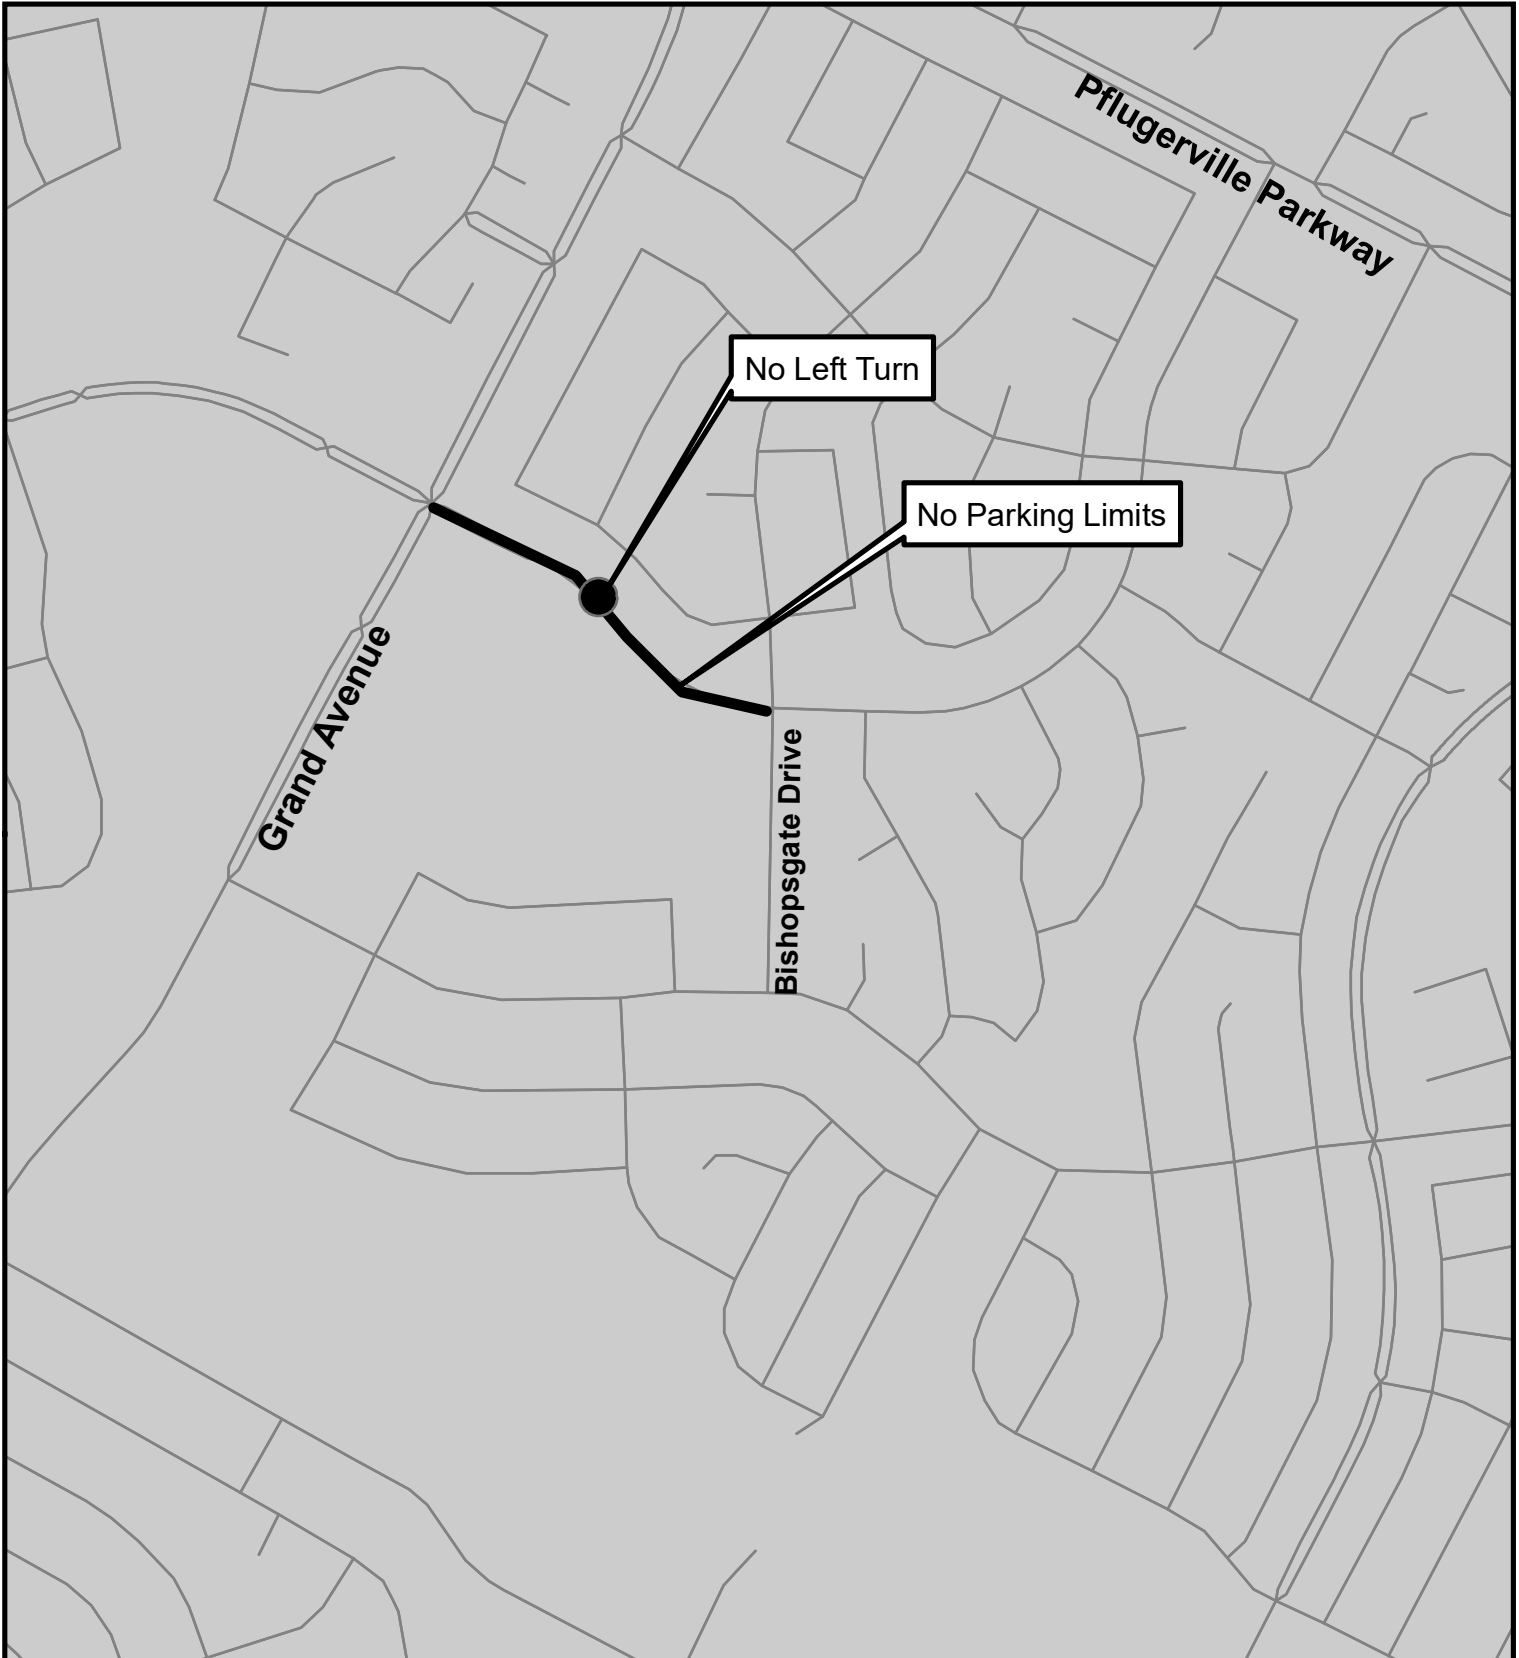 Pflugerville Parkway
No Left Turn
No Parking Limits
Grand Avenue
Bishopsgate Drive